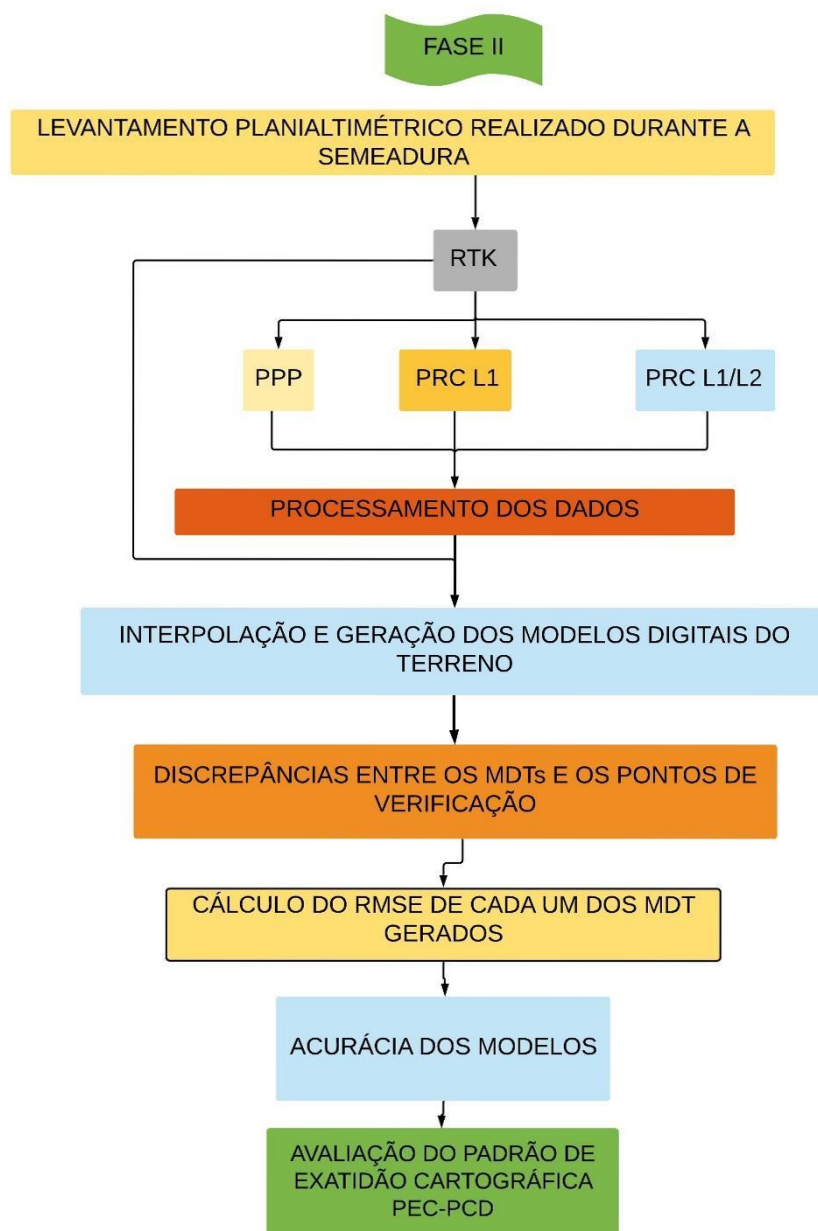 FASE II
LEVANTAMENTO PLANIALTIMÉTRICO REALIZADO DURANTE A
SEMEADURA
RTK
PPP
PRC L1
PRC L1/L2
PROCESSAMENTO DOS DADOS
INTERPOLAÇÃO E GERAÇÃO DOS MODELOS DIGITAIS DO
TERRENO
DISCREPÂNCIAS ENTRE OS MDTs E OS PONTOS DE
VERIFICAÇÃO
CÁLCULO DO RMSE DE CADA UM DOS MDT
GERADOS
ACURÁCIA DOS MODELOS
AVALIAÇÃO DO PADRÃO DE
EXATIDÃO CARTOGRÁFICA
PEC-PCD